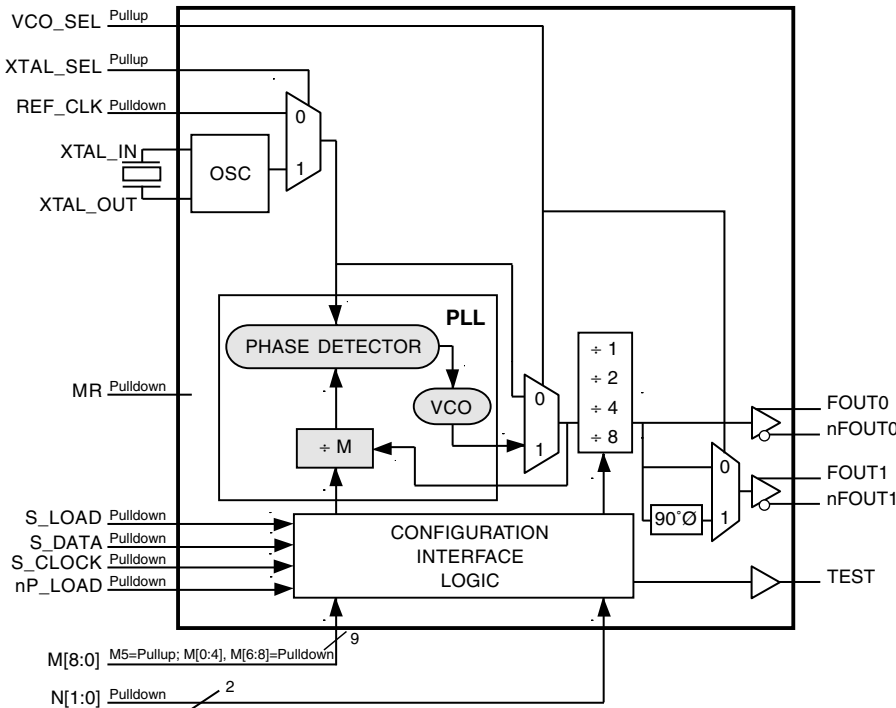 VCO_SEL Pullup
XTAL_SEL Pullup
REF_CLK Pulldown
0
XTAL_IN
OSC
1
XTAL_OUT
PLL
PHASE DETECTOR
÷ 1
÷ 2
÷ 4
÷ 8
MR Pulldown
VCO
0
1
÷ M
FOUT0
nFOUT0
0
1
90°Ø
FOUT1
nFOUT1
S_LOAD Pulldown
S_DATA Pulldown
S_CLOCK Pulldown
nP_LOAD Pulldown
CONFIGURATION
INTERFACE
LOGIC
TEST
9
M[8:0] M5=Pullup; M[0:4], M[6:8]=Pulldown
2
N[1:0] Pulldown